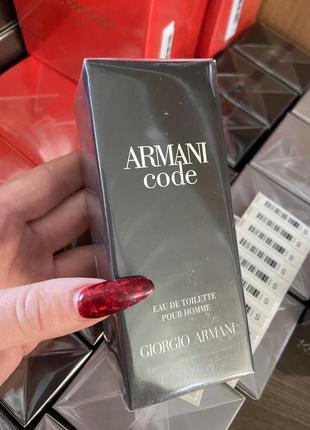 ARMANI
code
EAU DE TOILETTE
POUR HOMME
GIORGIO ARMANI